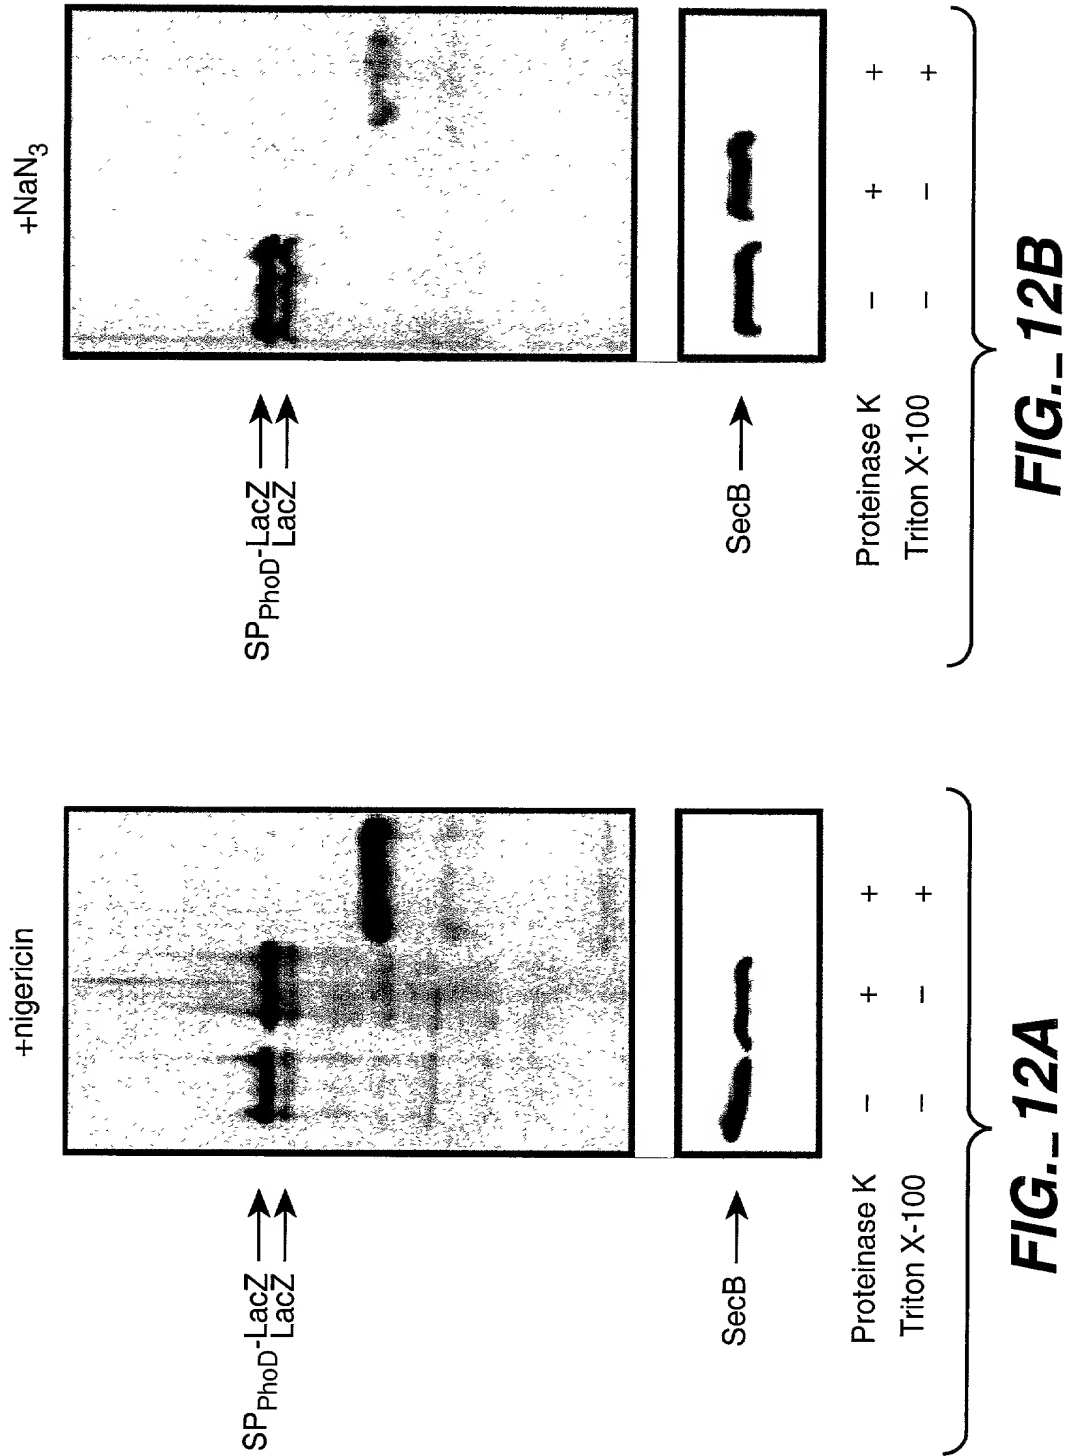 +nigericin
SPPhoD-LacZ
LacZ
SecB
Proteinase K − + +
Triton X-100 − − +
FIG._12A
+NaN3
SPPhoD-LacZ
LacZ
SecB
Proteinase K − + +
Triton X-100 − − +
FIG._12B